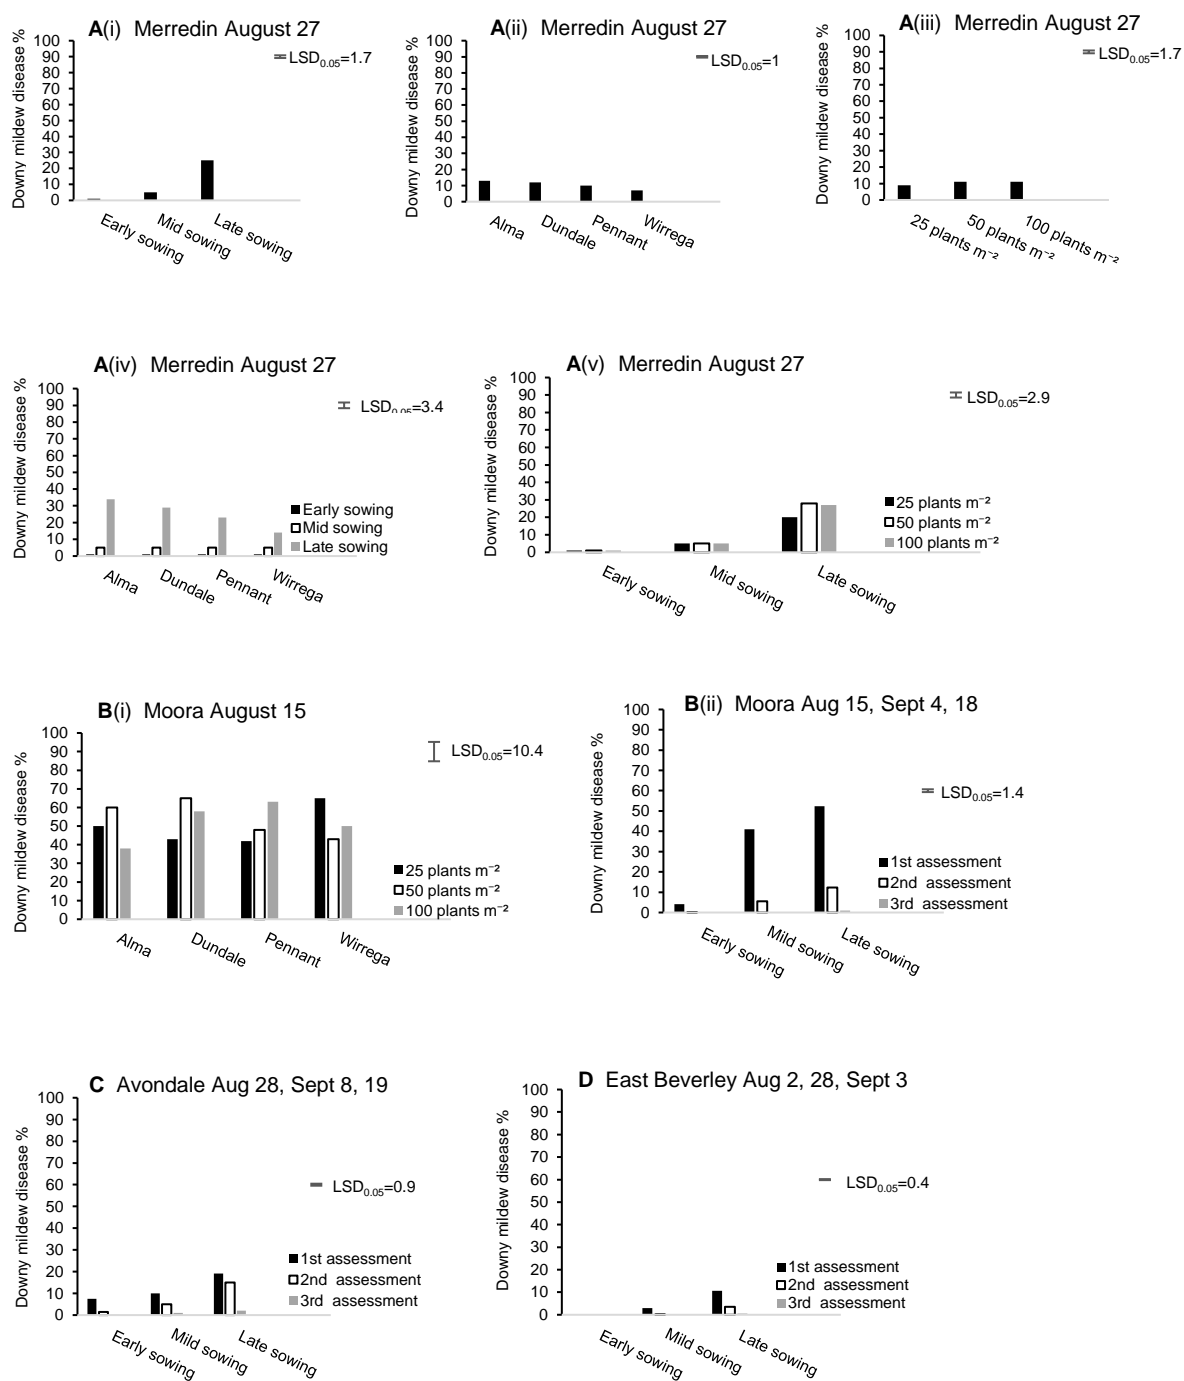 A(i) Merredin August 27
Downy mildew disease %
100
90
80
70
60
50
40
30
20
10
0
LSD0.05=1.7
Early sowing
Mid sowing
Late sowing
A(ii) Merredin August 27
Downy mildew disease %
100
90
80
70
60
50
40
30
20
10
0
LSD0.05=1
Alma
Dundale
Pennant
Wirrega
A(iii) Merredin August 27
Downy mildew disease %
100
90
80
70
60
50
40
30
20
10
0
LSD0.05=1.7
25 plants m⁻²
50 plants m⁻²
100 plants m⁻²
A(iv) Merredin August 27
Downy mildew disease %
100
90
80
70
60
50
40
30
20
10
0
LSD0.05=3.4
Early sowing
Mid sowing
Late sowing
Alma
Dundale
Pennant
Wirrega
A(v) Merredin August 27
Downy mildew disease %
100
90
80
70
60
50
40
30
20
10
0
LSD0.05=2.9
25 plants m⁻²
50 plants m⁻²
100 plants m⁻²
Early sowing
Mid sowing
Late sowing
B(i) Moora August 15
Downy mildew disease %
100
90
80
70
60
50
40
30
20
10
0
LSD0.05=10.4
25 plants m⁻²
50 plants m⁻²
100 plants m⁻²
Alma
Dundale
Pennant
Wirrega
B(ii) Moora Aug 15, Sept 4, 18
Downy mildew disease %
100
90
80
70
60
50
40
30
20
10
0
LSD0.05=1.4
1st assessment
2nd assessment
3rd assessment
Early sowing
Mild sowing
Late sowing
C Avondale Aug 28, Sept 8, 19
Downy mildew disease %
100
90
80
70
60
50
40
30
20
10
0
LSD0.05=0.9
1st assessment
2nd assessment
3rd assessment
Early sowing
Mild sowing
Late sowing
D East Beverley Aug 2, 28, Sept 3
Downy mildew disease %
100
90
80
70
60
50
40
30
20
10
0
LSD0.05=0.4
1st assessment
2nd assessment
3rd assessment
Early sowing
Mild sowing
Late sowing